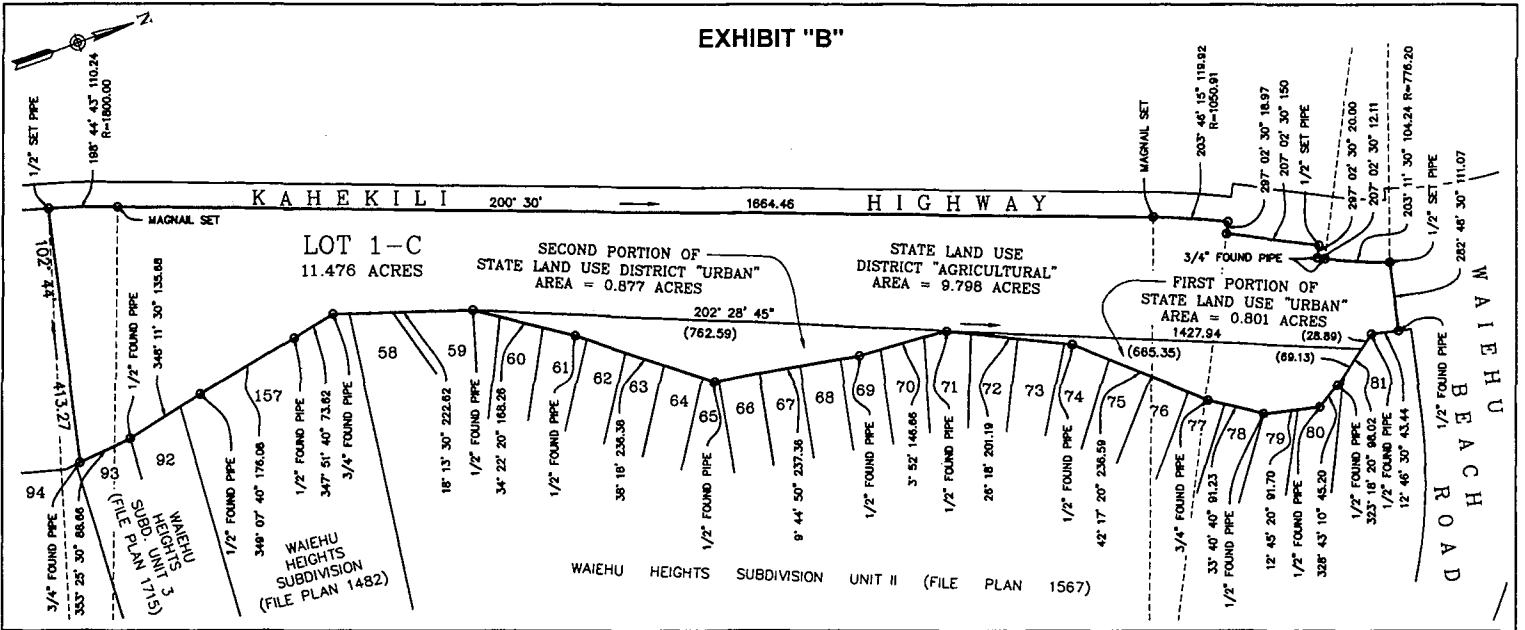 EXHIBIT "B"
N
1/2" SET PIPE
198° 44' 43" 110.24
R=1800.00
MAGNAIL SET
KAHEKILI
200° 30'
1664.46
HIGHWAY
MAGNAIL SET
203° 46' 15" 119.92
R=1050.91
297° 02' 30" 18.97
207° 02' 30" 150
1/2" SET PIPE
297° 02' 30" 20.00
207° 02' 30" 12.11
203° 11' 30" 104.24 R=776.20
1/2" SET PIPE
282° 46' 30" 111.07
3/4" FOUND PIPE
102° 44'
413.27
LOT 1-C
11.476 ACRES
SECOND PORTION OF
STATE LAND USE DISTRICT "URBAN"
AREA = 0.877 ACRES
STATE LAND USE
DISTRICT "AGRICULTURAL"
AREA = 9.798 ACRES
FIRST PORTION OF
STATE LAND USE "URBAN"
AREA = 0.801 ACRES
202° 28' 45"
1427.94
(762.59)
(665.35)
(28.89)
(69.13)
94
93
92
157
58
59
60
61
62
63
64
65
66
67
68
69
70
71
72
73
74
75
76
77
78
79
80
81
3/4" FOUND PIPE
353° 25' 30" 88.66
1/2" FOUND PIPE
348° 11' 30" 135.68
1/2" FOUND PIPE
349° 07' 40" 176.06
1/2" FOUND PIPE
347° 51' 40" 73.62
3/4" FOUND PIPE
18° 13' 30" 222.62
1/2" FOUND PIPE
34° 22' 20" 168.26
1/2" FOUND PIPE
38° 18' 236.38
1/2" FOUND PIPE
9° 44' 50" 237.36
1/2" FOUND PIPE
3° 52' 146.66
26° 18' 201.19
1/2" FOUND PIPE
42° 17' 20" 236.59
3/4" FOUND PIPE
33° 40' 40" 91.23
1/2" FOUND PIPE
12° 45' 20" 91.70
1/2" FOUND PIPE
328° 43' 10" 45.20
1/2" FOUND PIPE
323° 18' 20" 98.02
1/2" FOUND PIPE
12° 46' 30" 43.44
1/2" FOUND PIPE
WAIEHU
HEIGHTS
SUBD. UNIT 3
(FILE PLAN 1715)
WAIEHU
HEIGHTS
SUBDIVISION
(FILE PLAN 1482)
WAIEHU HEIGHTS SUBDIVISION UNIT II (FILE PLAN 1567)
WAIEHU
BEACH
ROAD